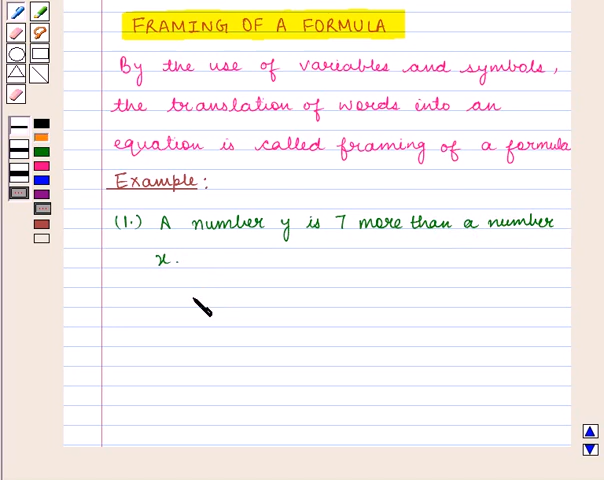 FRAMING OF A FORMULA
By the use of variables and symbols,
the translation of words into an
equation is called framing of a formula
Example:
(1.) A number y is 7 more than a number
x.